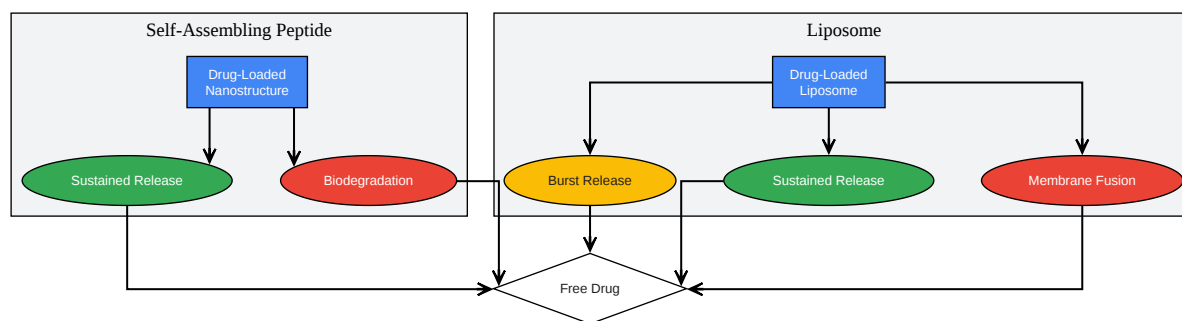 Self-Assembling Peptide
Liposome
Drug-Loaded
Nanostructure
Drug-Loaded
Liposome
Sustained Release
Biodegradation
Burst Release
Sustained Release
Membrane Fusion
Free Drug